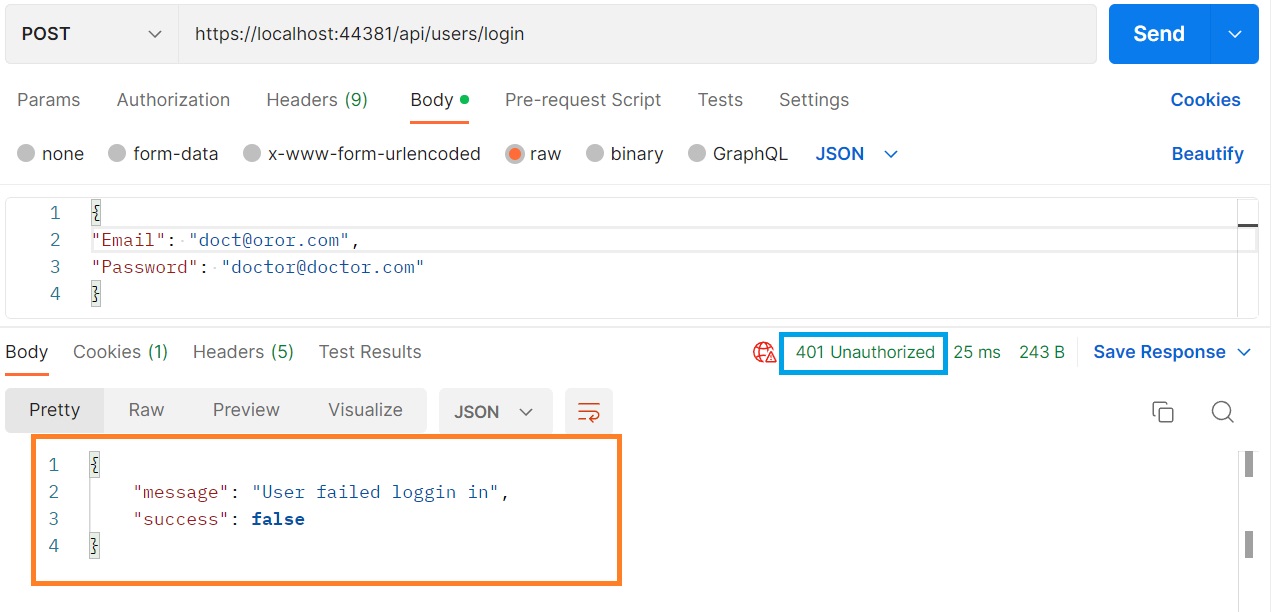 POST https://localhost:44381/api/users/login Send
Params Authorization Headers (9) Body Pre-request Script Tests Settings Cookies
none form-data x-www-form-urlencoded raw binary GraphQL JSON Beautify
1 {
2 "Email": "doct@oror.com",
3 "Password": "doctor@doctor.com"
4 }
Body Cookies (1) Headers (5) Test Results 401 Unauthorized 25 ms 243 B Save Response
Pretty Raw Preview Visualize JSON
1 {
2 "message": "User failed loggin in",
3 "success": false
4 }